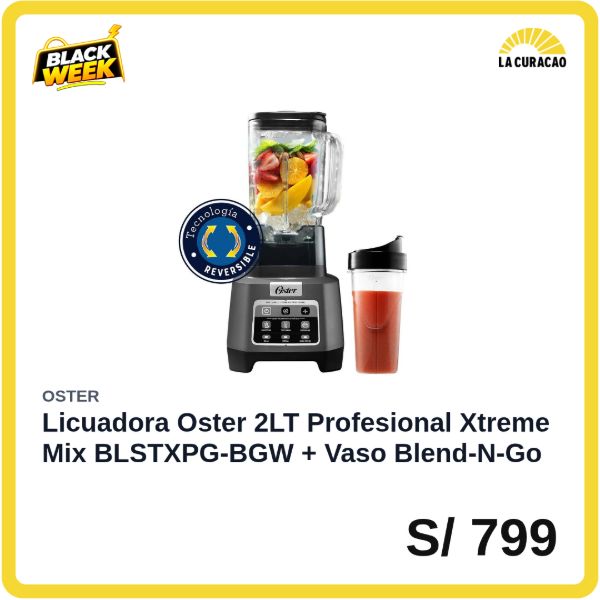 BLACK
WEEK
LA CURACAO
Tecnología
REVERSIBLE
Oster
OSTER
Licuadora Oster 2LT Profesional Xtreme
Mix BLSTXPG-BGW + Vaso Blend-N-Go
S/ 799